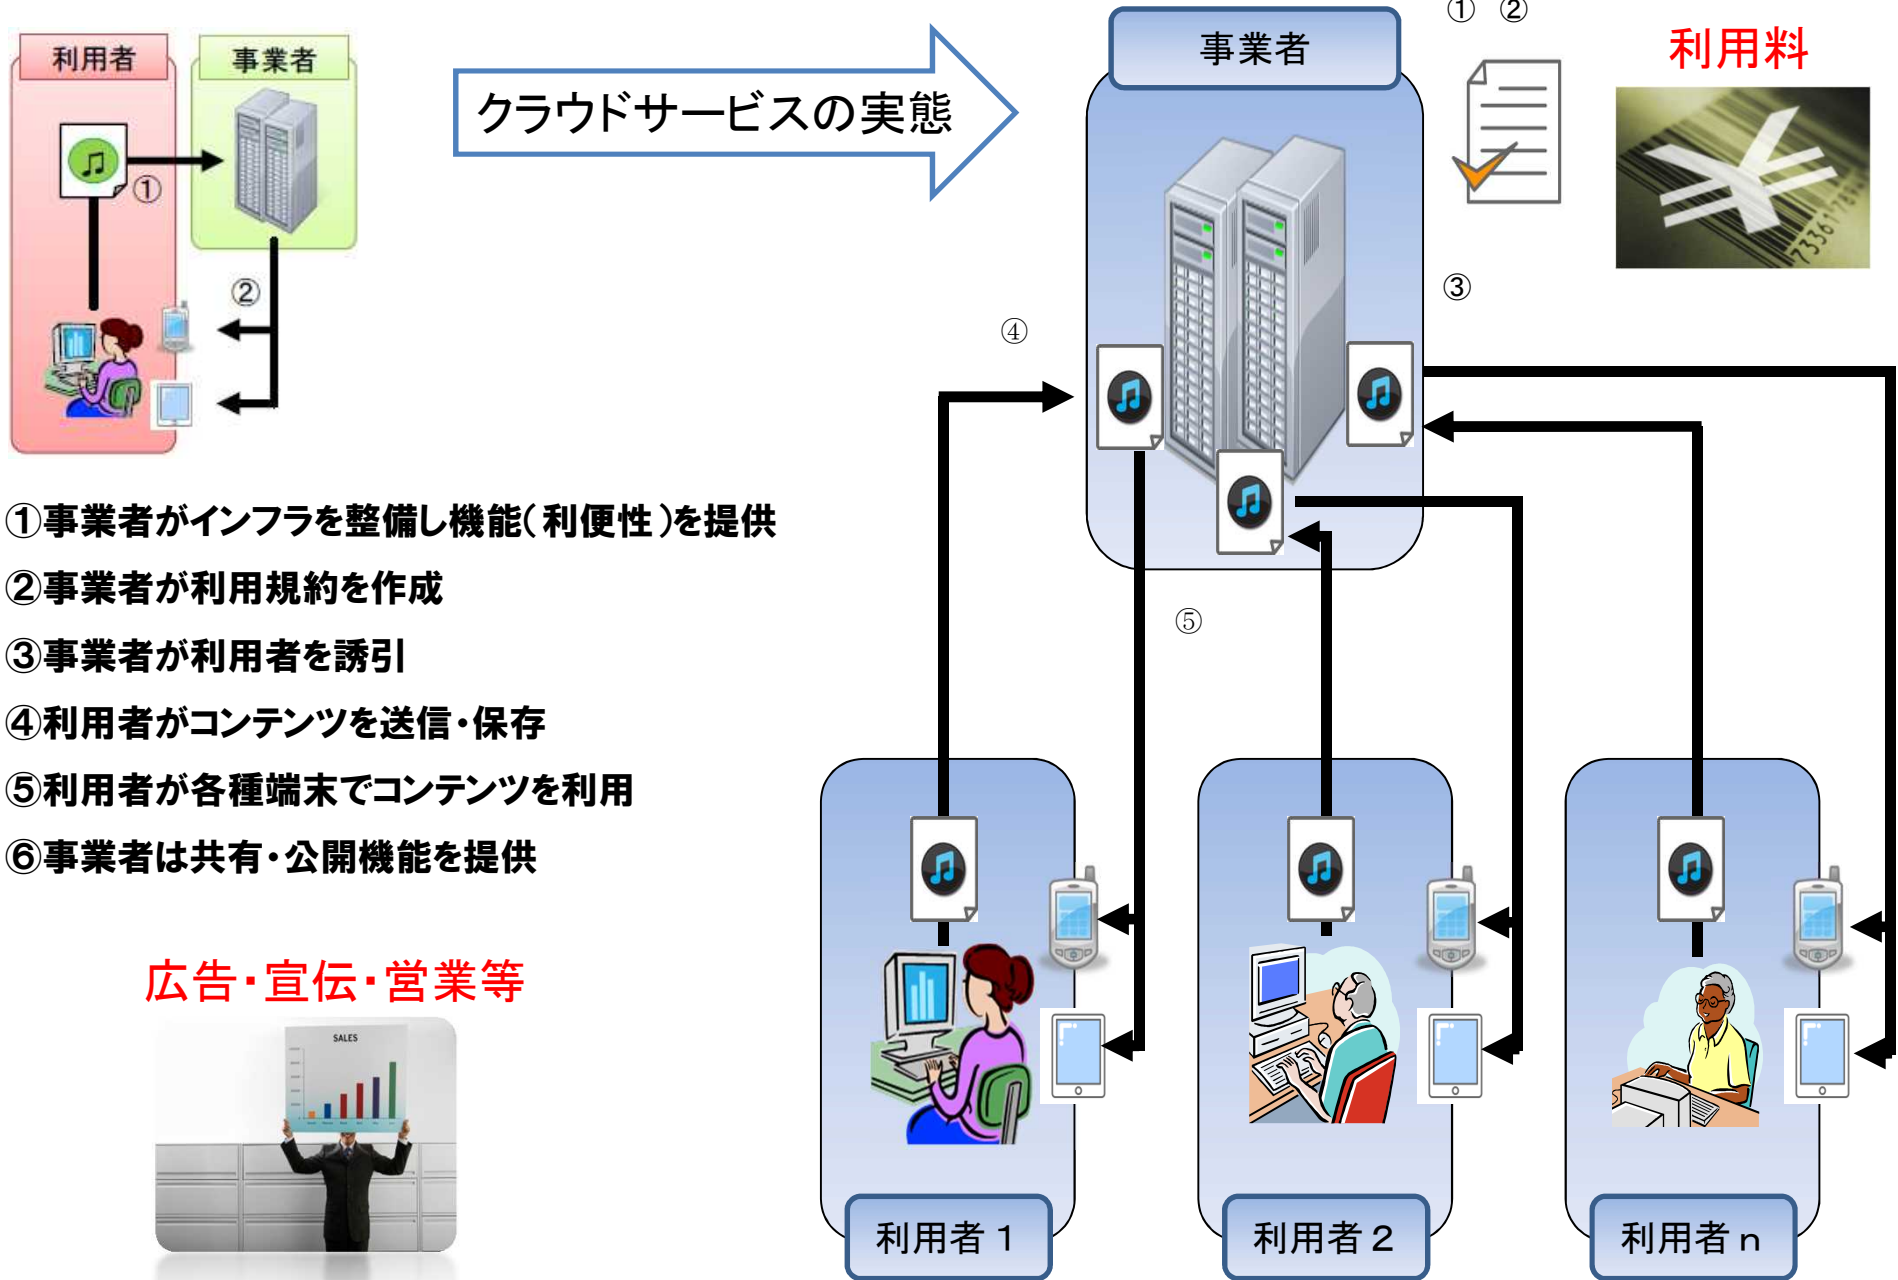 利用者
事業者
①
②
クラウドサービスの実態
事業者
① ②
利用料
7336178
③
④
⑤
①事業者がインフラを整備し機能(利便性)を提供
②事業者が利用規約を作成
③事業者が利用者を誘引
④利用者がコンテンツを送信・保存
⑤利用者が各種端末でコンテンツを利用
⑥事業者は共有・公開機能を提供
広告・宣伝・営業等
SALES
利用者1
利用者2
利用者n